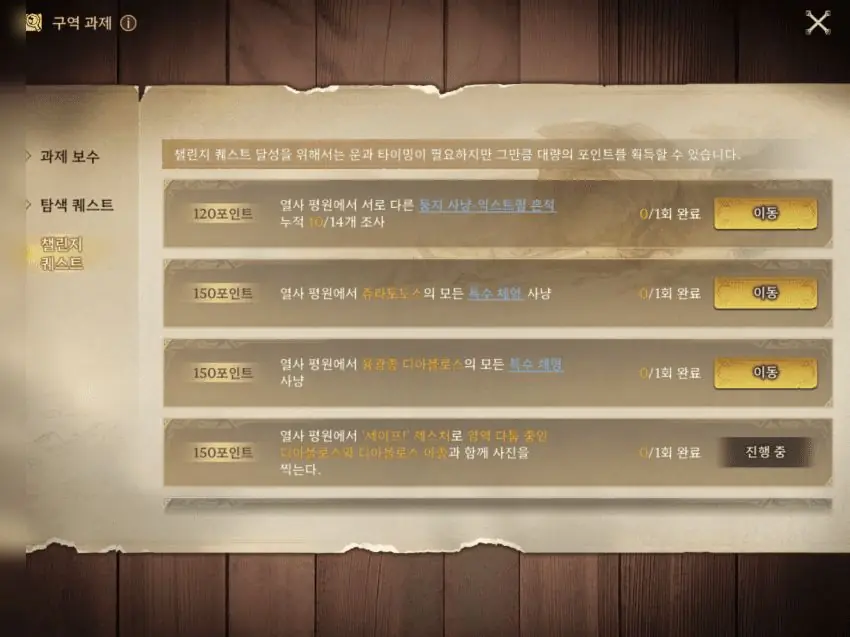 구역 과제
과제 보수
탐색 퀘스트
챌린지
퀘스트
챌린지 퀘스트 달성을 위해서는 운과 타이밍이 필요하지만 그만큼 대량의 포인트를 획득할 수 있습니다.
120포인트
열사 평원에서 서로 다른 둥지 사냥·익스트림 흔적
누적 10/14개 조사
0/1회 완료
이동
150포인트
열사 평원에서 쥬라토도스의 모든 특수 체형 사냥
0/1회 완료
이동
150포인트
열사 평원에서 디아블로스의 모든 특수 체형
사냥
0/1회 완료
이동
150포인트
열사 평원에서 '세이프!' 제스처로 영역 다툼 중인
디아블로스와 디아블로스 아종과 함께 사진을
찍는다.
0/1회 완료
진행 중